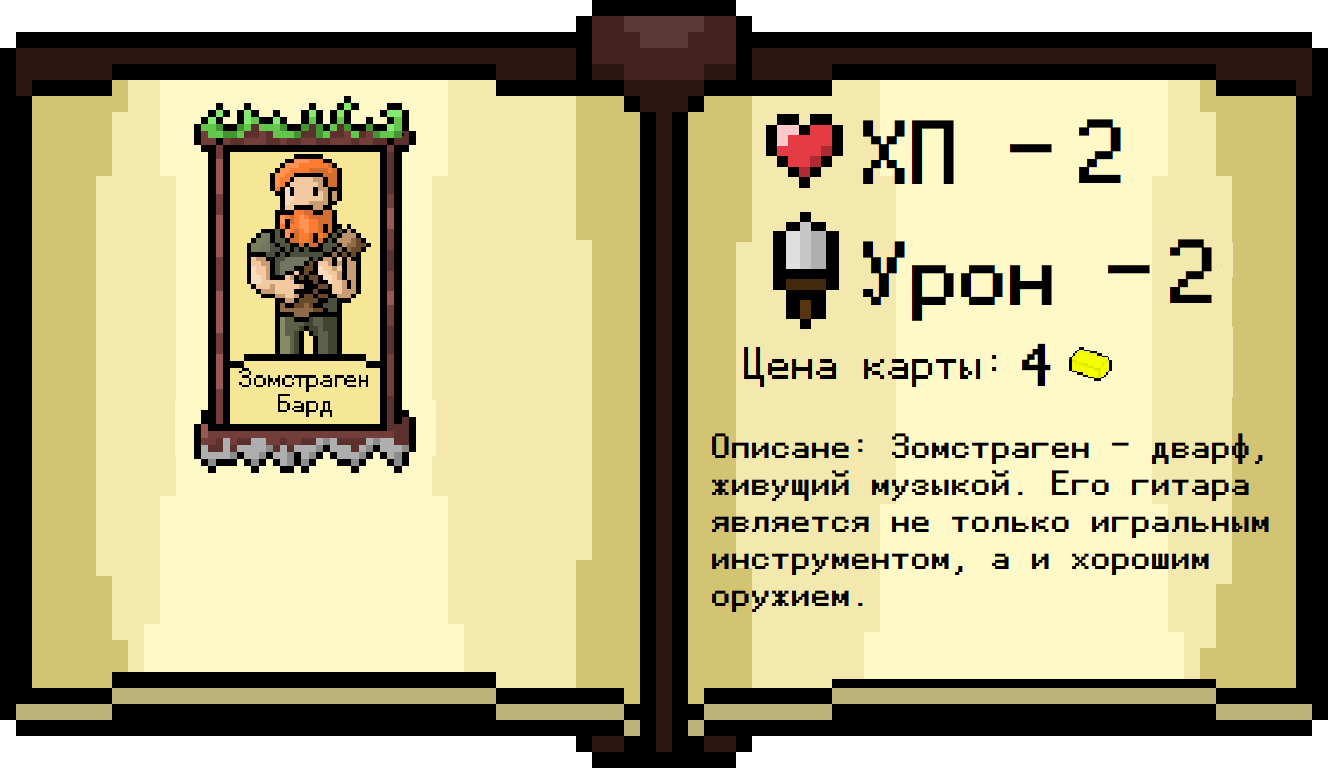 Зомстраген
Бард
ХП - 2
Урон - 2
Цена карты: 4
Описане: Зомстраген - дварф,
живущий музыкой. Его гитара
является не только игральным
инструментом, а и хорошим
оружием.